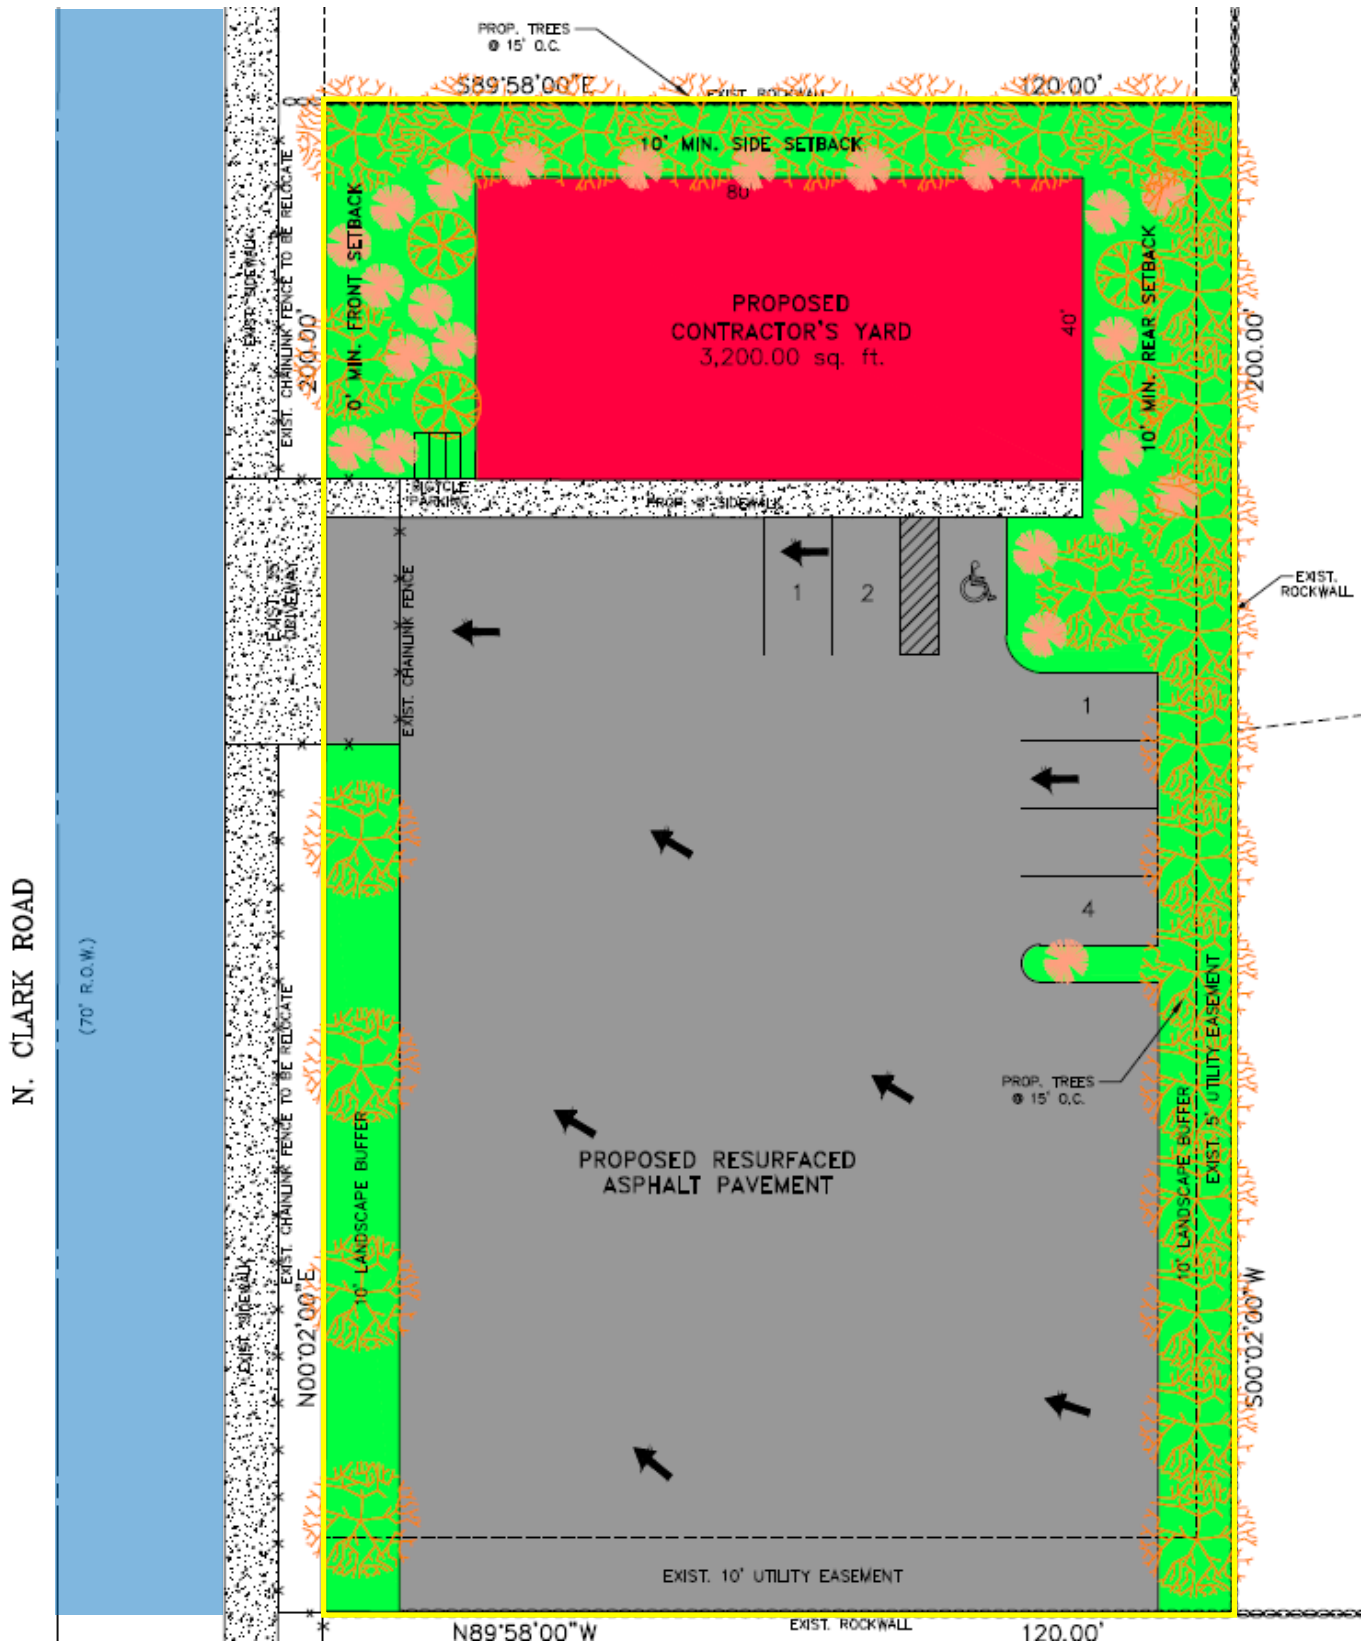 PROP. TREES
@ 15' O.C.
S89°58'00"E
EXIST. ROCKWALL
120.00'
10' MIN. SIDE SETBACK
80'
EXIST. SIDEWALK
EXIST. CHAINLINK FENCE TO BE RELOCATE
200.00'
0' MIN. FRONT SETBACK
PROPOSED
CONTRACTOR'S YARD
3,200.00 sq. ft.
40'
10' MIN. REAR SETBACK
200.00'
BICYCLE
PARKING
PROP. SIDEWALK
EXIST.
DRIVEWAY
EXIST. CHAINLINK FENCE
1
2
EXIST.
ROCKWALL
1
4
N. CLARK ROAD
(70' R.O.W.)
EXIST. CHAINLINK FENCE TO BE RELOCATE
EXIST. SIDEWALK
N00°02'00"E
10' LANDSCAPE BUFFER
PROP. TREES
@ 15' O.C.
PROPOSED RESURFACED
ASPHALT PAVEMENT
10' LANDSCAPE BUFFER
EXIST. 5' UTILITY EASEMENT
S00°02'00"W
EXIST. 10' UTILITY EASEMENT
N89°58'00"W
EXIST. ROCKWALL
120.00'